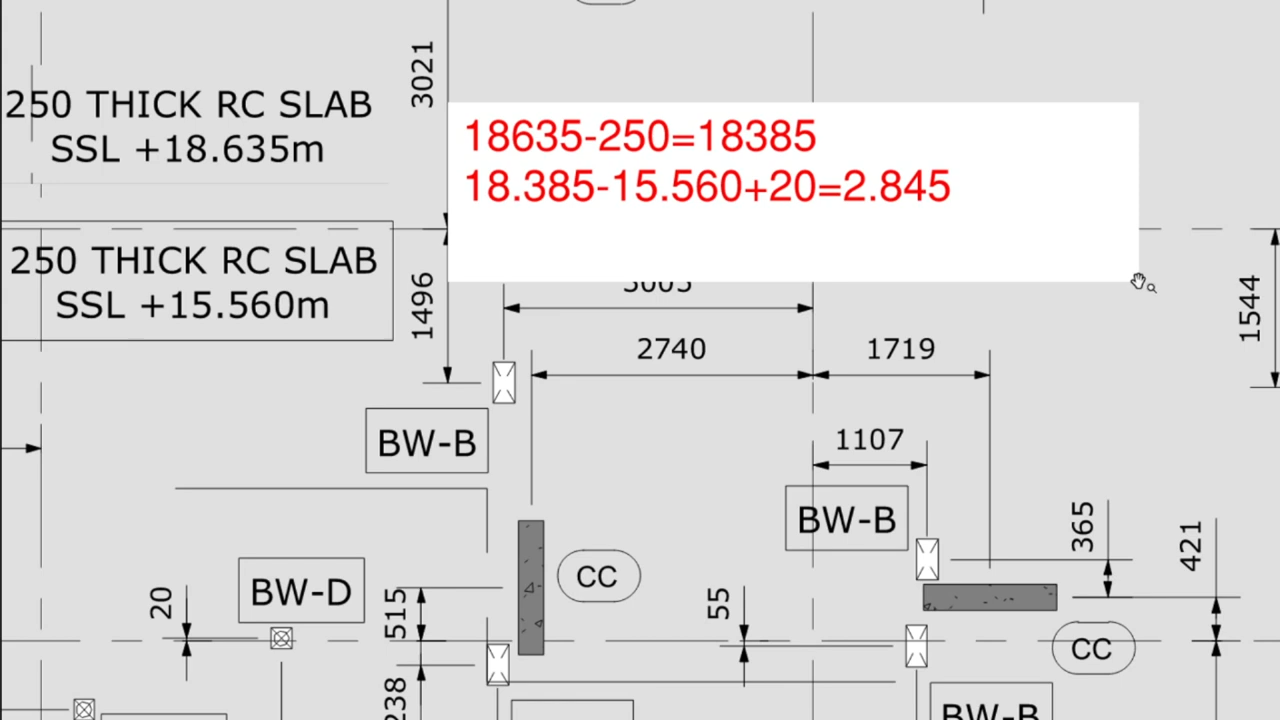 3021
250 THICK RC SLAB
SSL +18.635m
18635-250=18385
18.385-15.560+20=2.845
250 THICK RC SLAB
SSL +15.560m
1496
1544
2740
1719
BW-B
1107
BW-B
365
421
CC
BW-D
20
515
55
CC
238
BW-B